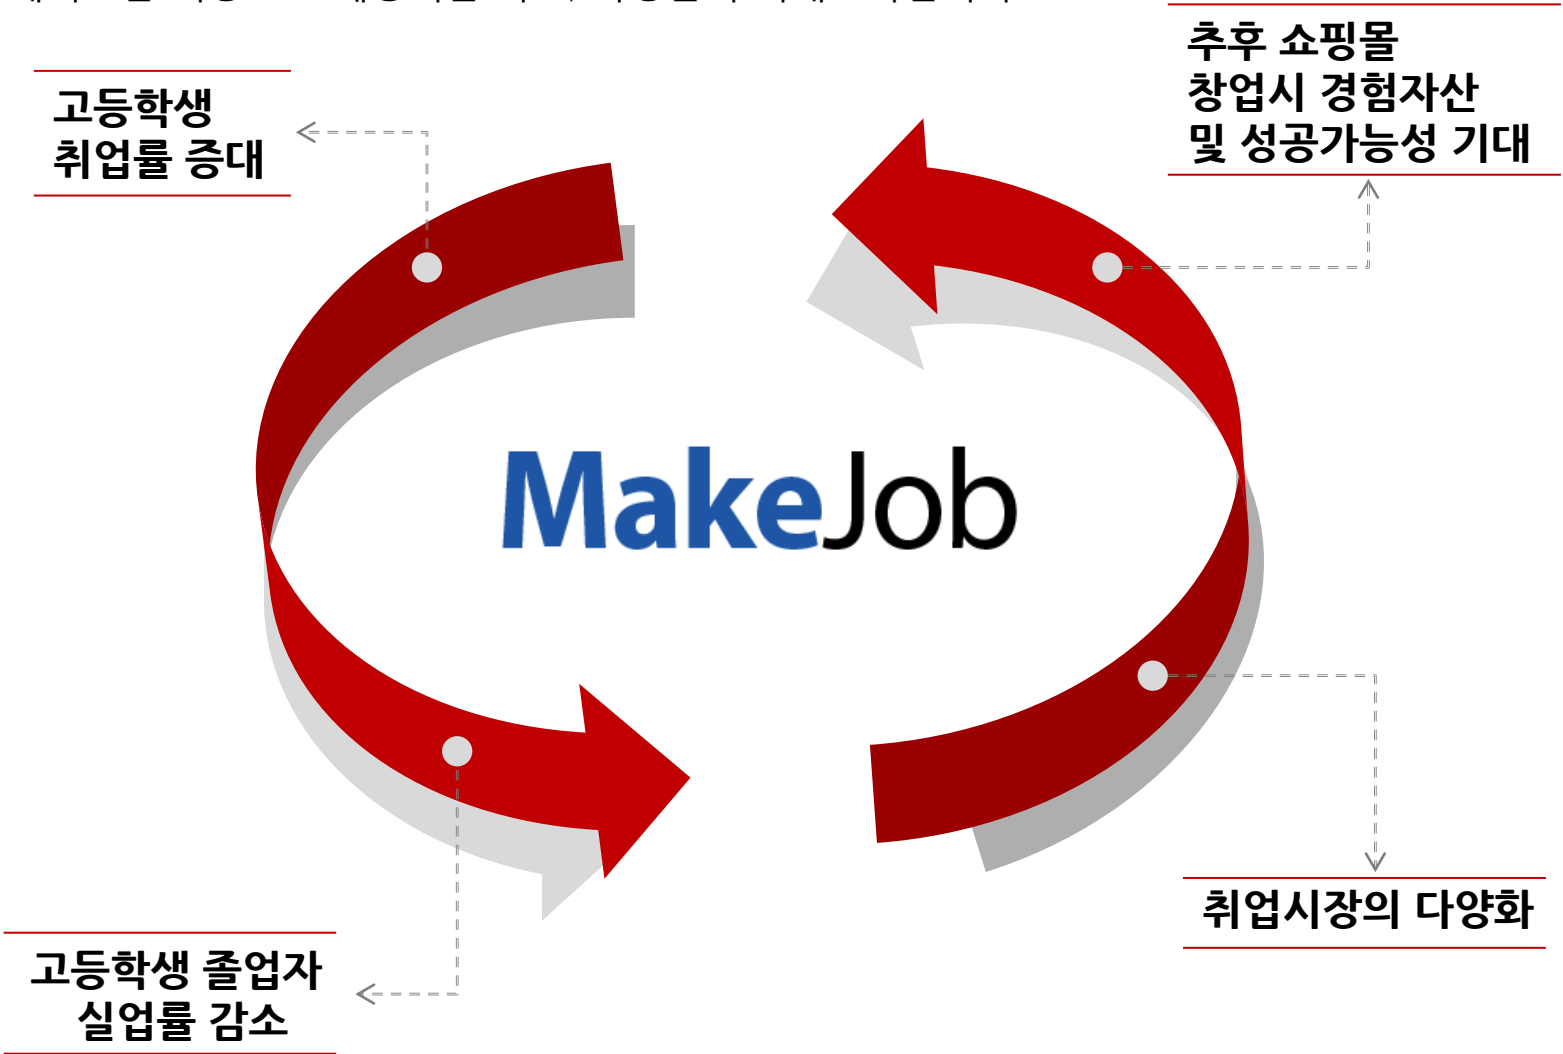 추후 쇼핑몰
창업시 경험자산
및 성공가능성 기대
고등학생
취업률 증대
MakeJob
취업시장의 다양화
고등학생 졸업자
실업률 감소